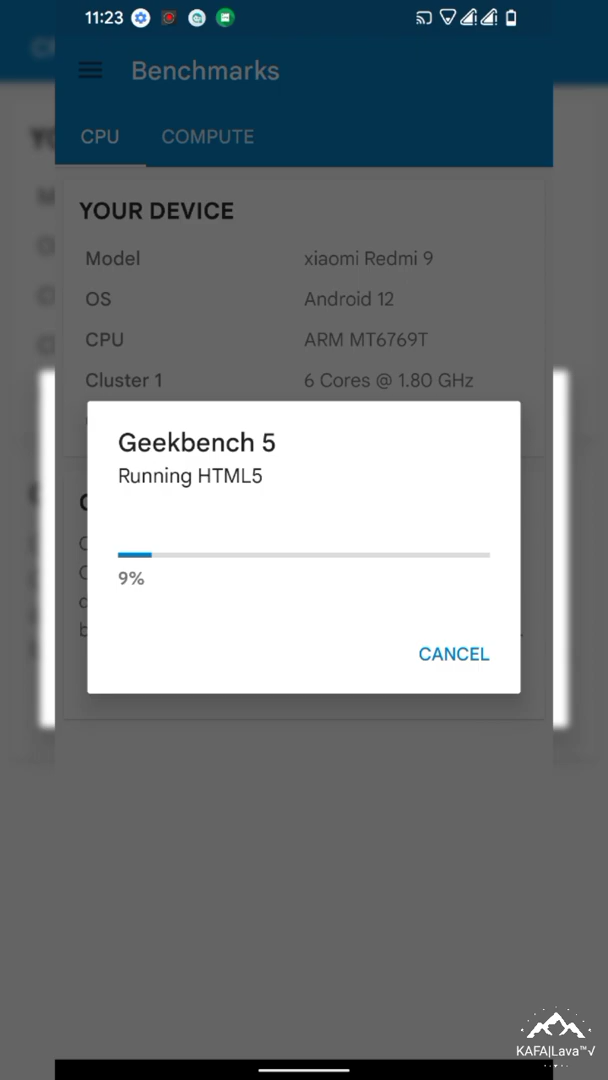 11:23
Benchmarks
CPU COMPUTE
YOUR DEVICE
Model xiaomi Redmi 9
OS Android 12
CPU ARM MT6769T
Cluster 1 6 Cores @ 1.80 GHz
Geekbench 5
Running HTML5
9%
CANCEL
KAFA|Lava™√